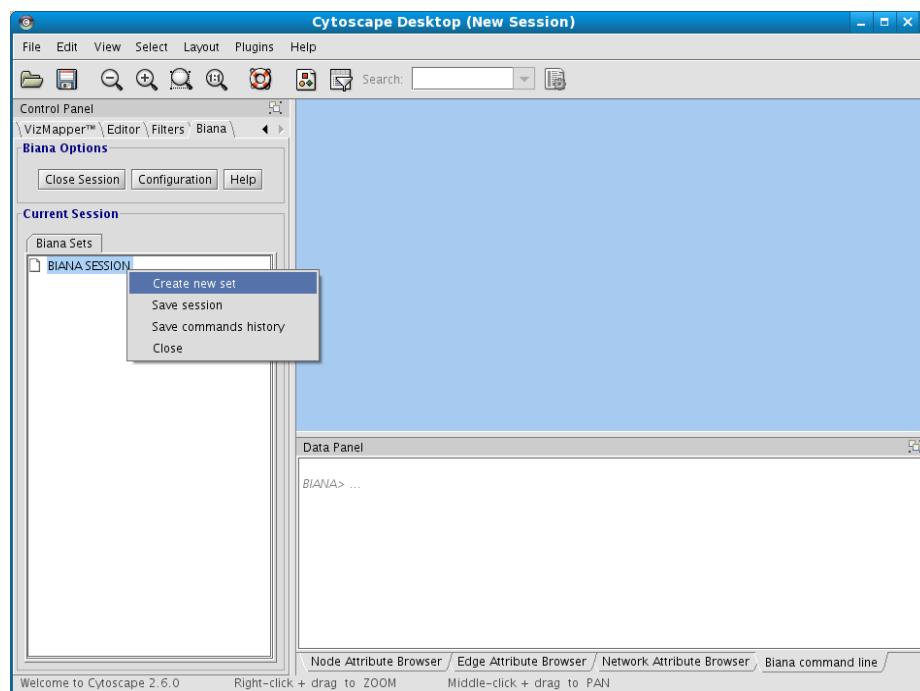 Cytoscape Desktop (New Session)
File Edit View Select Layout Plugins Help
1:1 Search:
Control Panel
VizMapper™ Editor Filters Biana
Biana Options
Close Session Configuration Help
Current Session
Biana Sets
BIANA SESSION
Create new set
Save session
Save commands history
Close
Data Panel
BIANA> ...
Node Attribute Browser Edge Attribute Browser Network Attribute Browser Biana command line
Welcome to Cytoscape 2.6.0 Right-click + drag to ZOOM Middle-click + drag to PAN